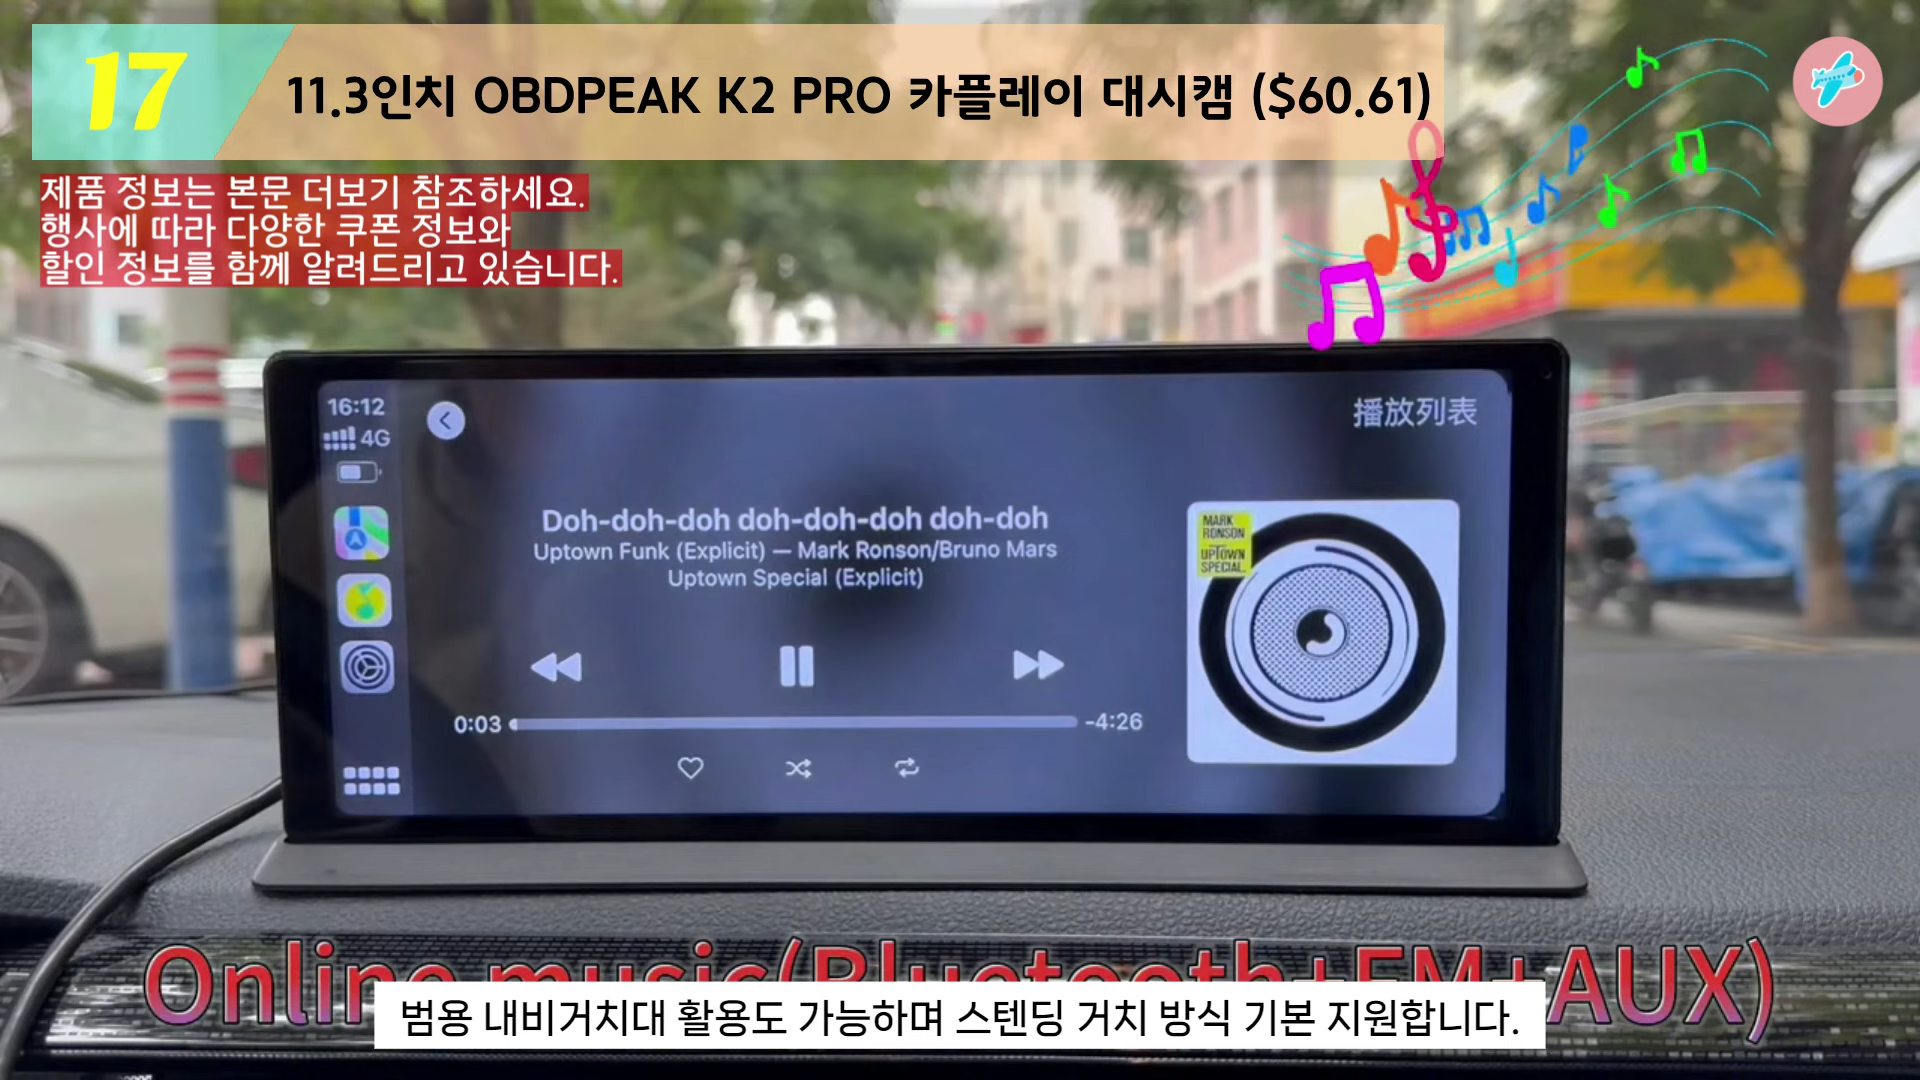 17
11.3인치 OBDPEAK K2 PRO 카플레이 대시캠 ($60.61)
제품 정보는 본문 더보기 참조하세요.
행사에 따라 다양한 쿠폰 정보와
할인 정보를 함께 알려드리고 있습니다.
16:12
4G
播放列表
Doh-doh-doh doh-doh-doh doh-doh
Uptown Funk (Explicit) — Mark Ronson/Bruno Mars
Uptown Special (Explicit)
MARK
RONSON
UPTOWN
SPECIAL.
0:03
-4:26
Online music(Bluetooth+FM+AUX)
범용 내비거치대 활용도 가능하며 스텐딩 거치 방식 기본 지원합니다.